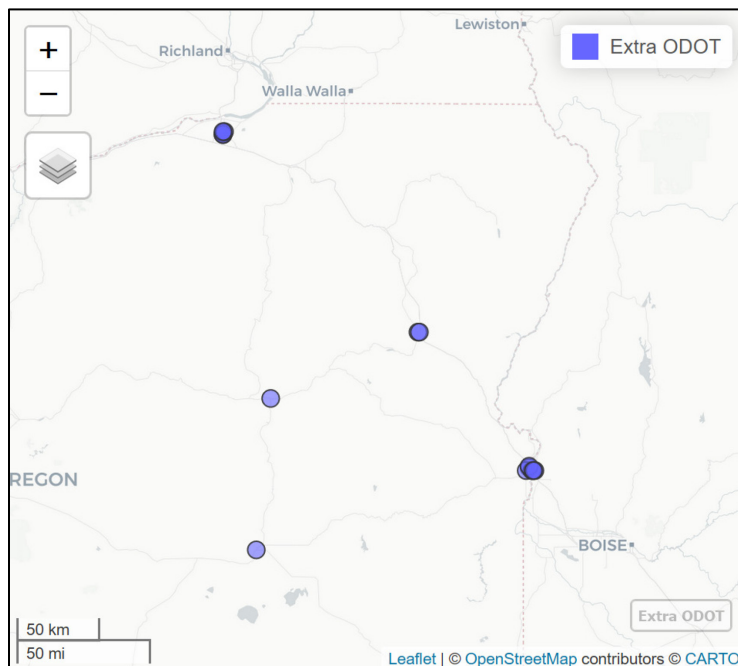 Lewiston
Richland
+
Extra ODOT
Walla Walla
−
REGON
BOISE
Extra ODOT
50 km
50 mi
Leaflet | © OpenStreetMap contributors © CARTO